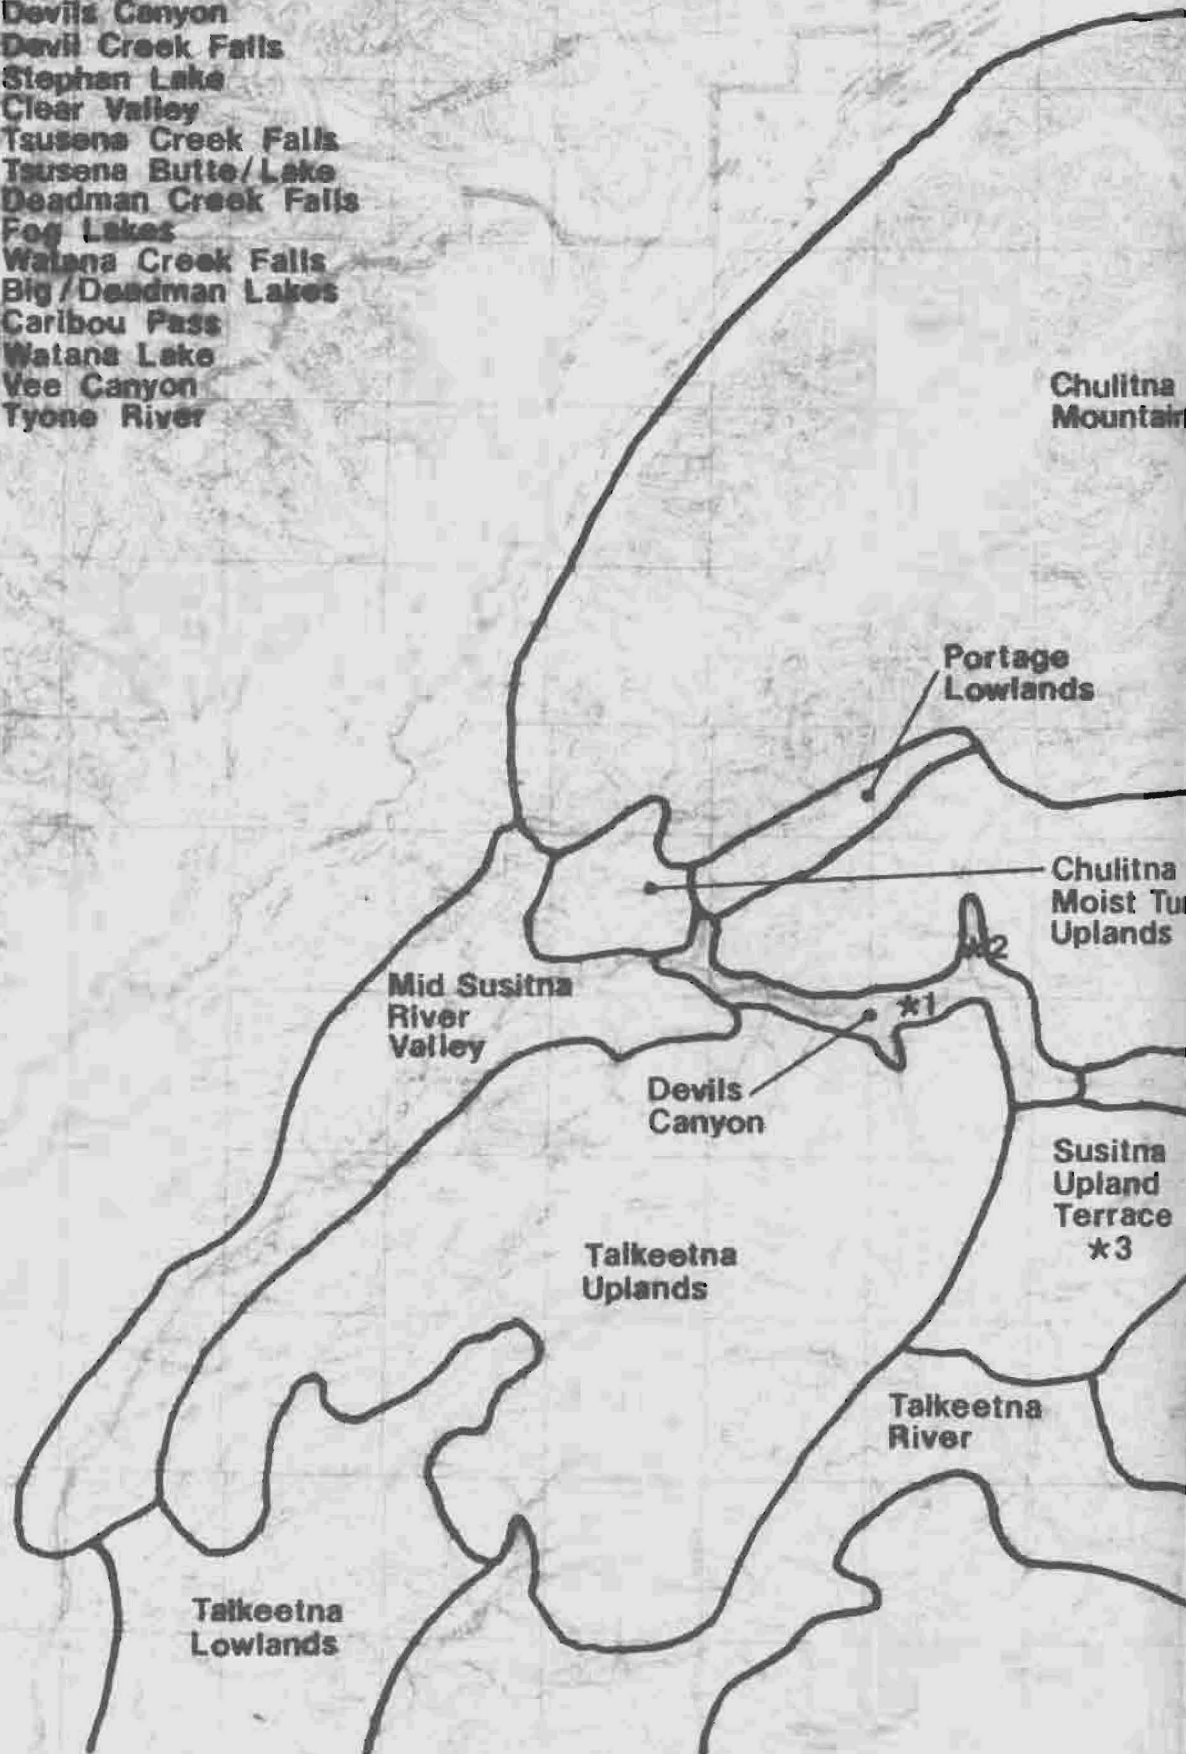 Devils Canyon
Devil Creek Falls
Stephan Lake
Clear Valley
Tsusena Creek Falls
Tsusena Butte/Lake
Deadman Creek Falls
Fog Lakes
Watana Creek Falls
Big/Deadman Lakes
Caribou Pass
Watana Lake
Vee Canyon
Tyone River
Chulitna
Mountain
Portage
Lowlands
Chulitna
Moist Tu
Uplands
*2
Mid Susitna
River
Valley
*1
Devils
Canyon
Susitna
Upland
Terrace
*3
Talkeetna
Uplands
Talkeetna
River
Talkeetna
Lowlands